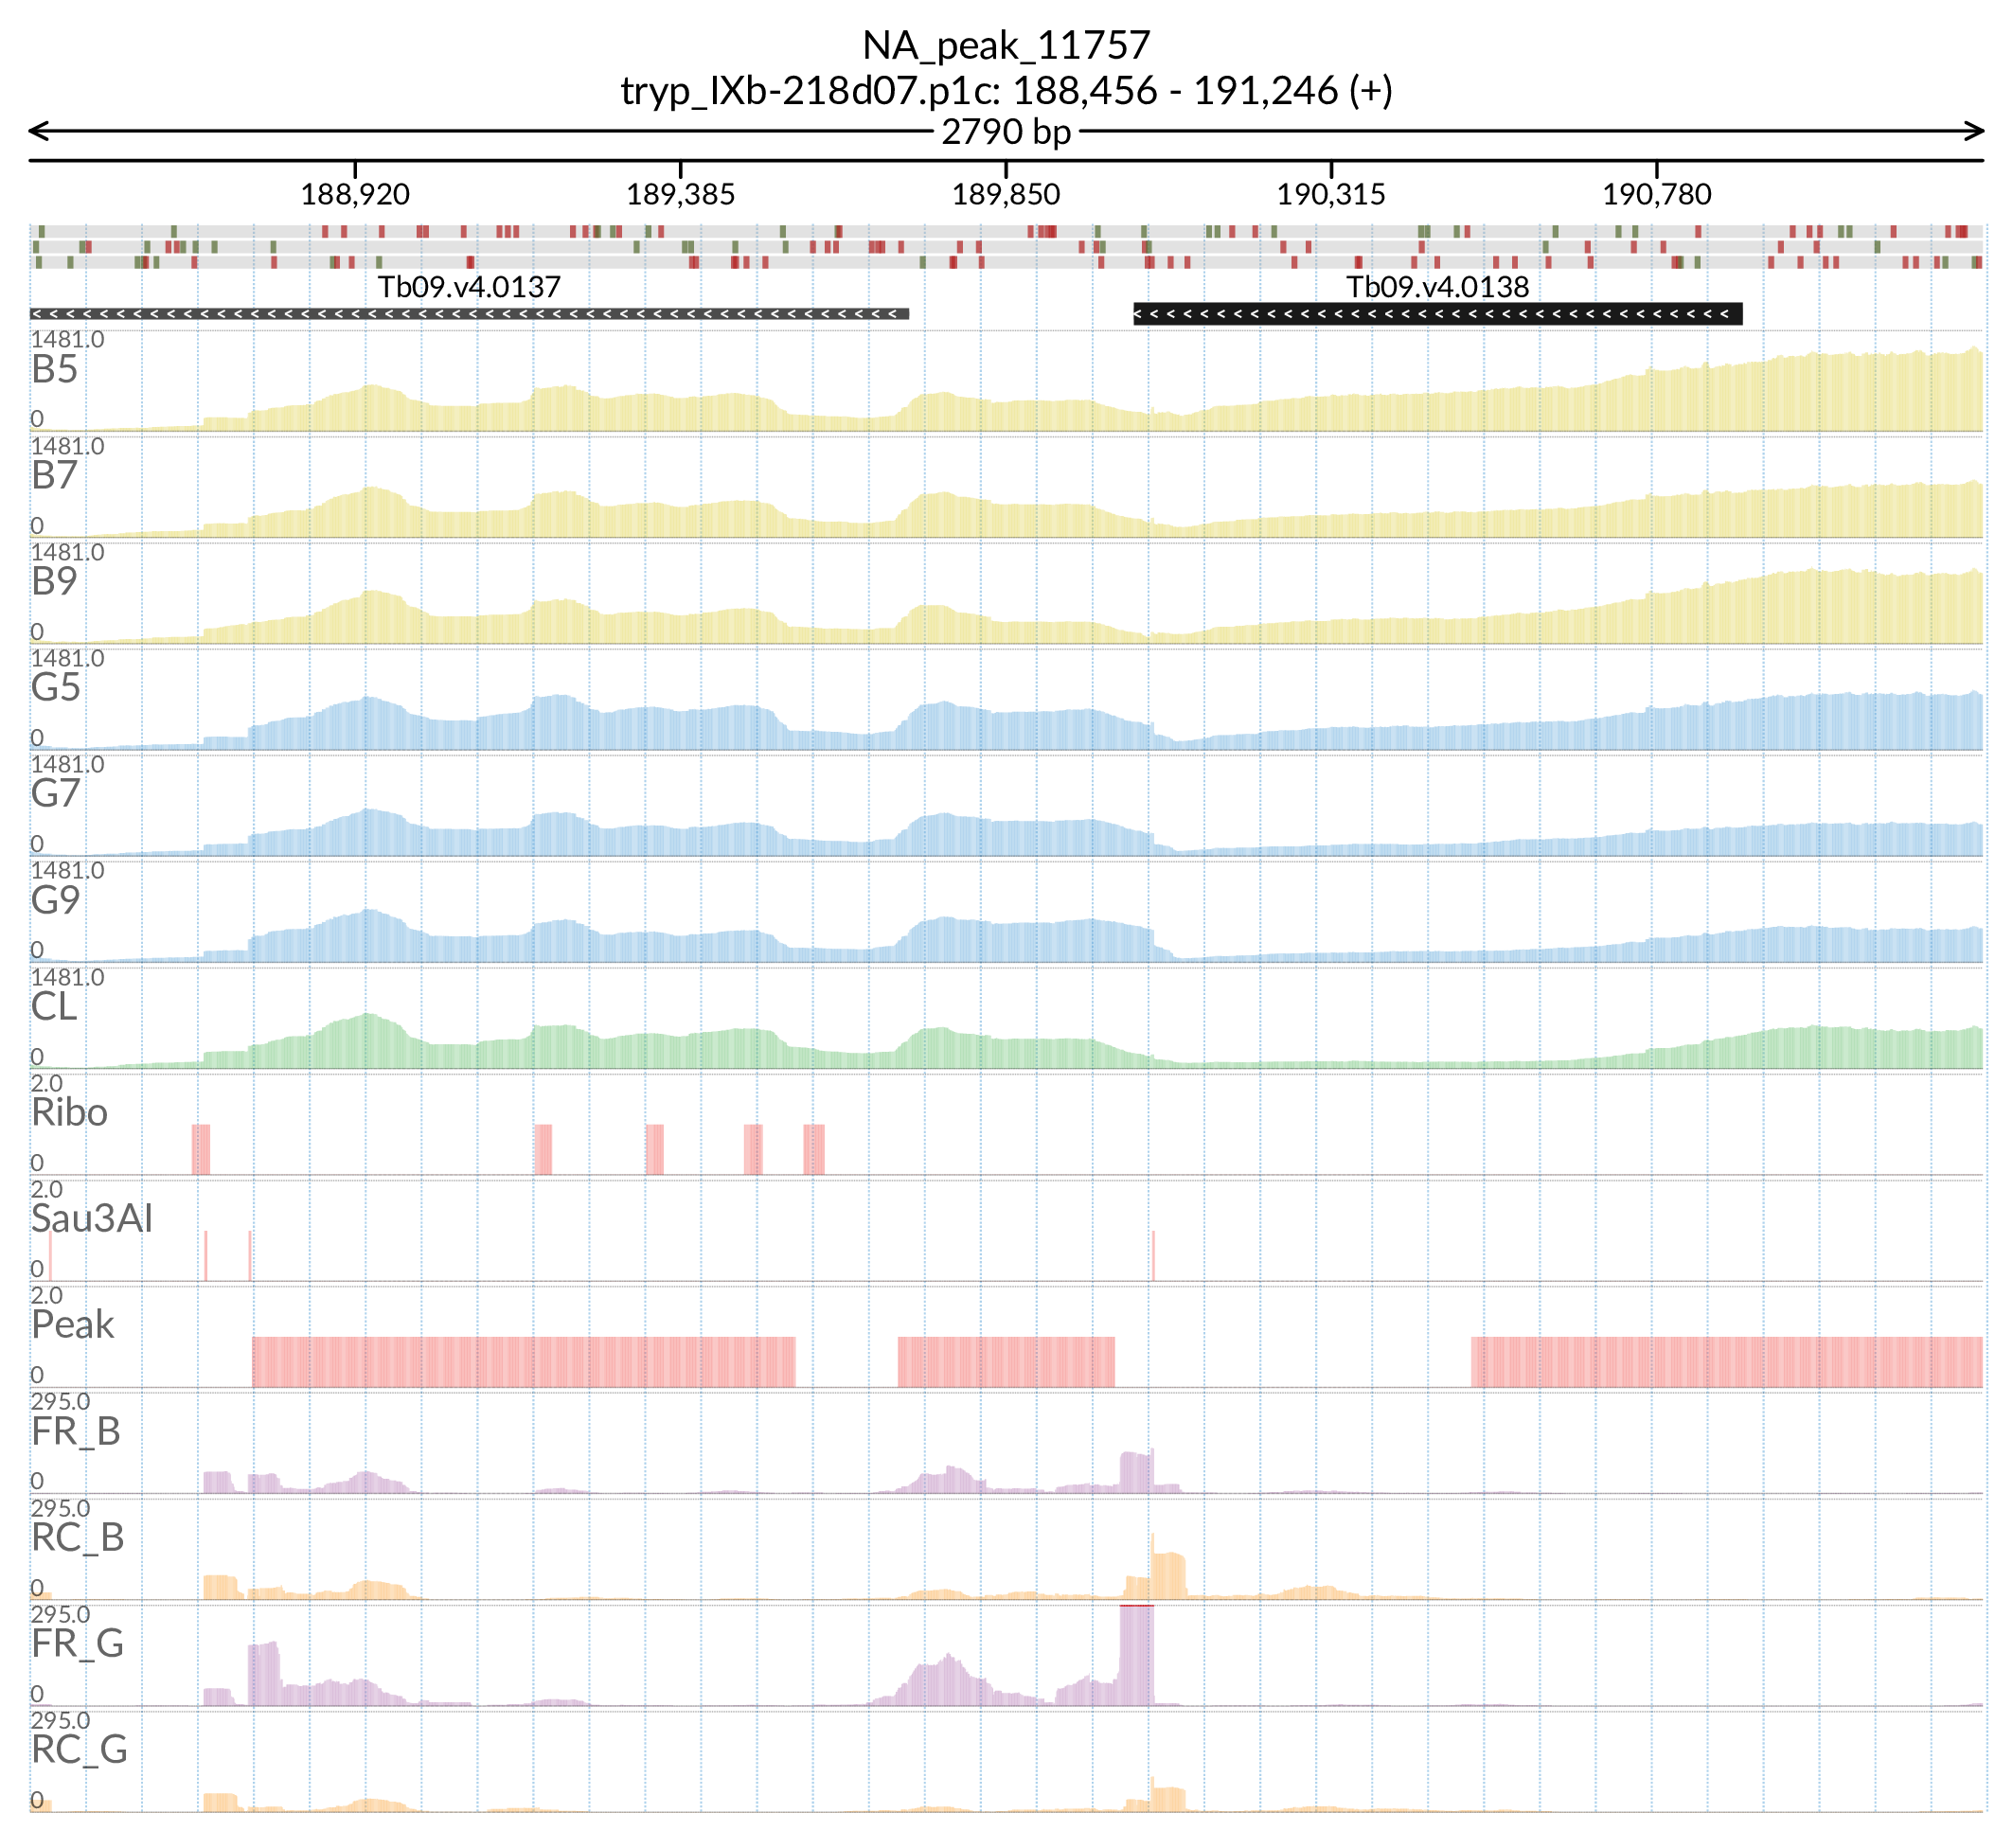 NA_peak_11757
tryp_IXb-218d07.p1c: 188,456 - 191,246 (+)
2790 bp
188,920 189,385 189,850 190,315 190,780
Tb09.v4.0137 Tb09.v4.0138
1481.0
B5
0
1481.0
B7
0
1481.0
B9
0
1481.0
G5
0
1481.0
G7
0
1481.0
G9
0
1481.0
CL
0
2.0
Ribo
0
2.0
Sau3AI
0
2.0
Peak
0
295.0
FR_B
0
295.0
RC_B
0
295.0
FR_G
0
295.0
RC_G
0